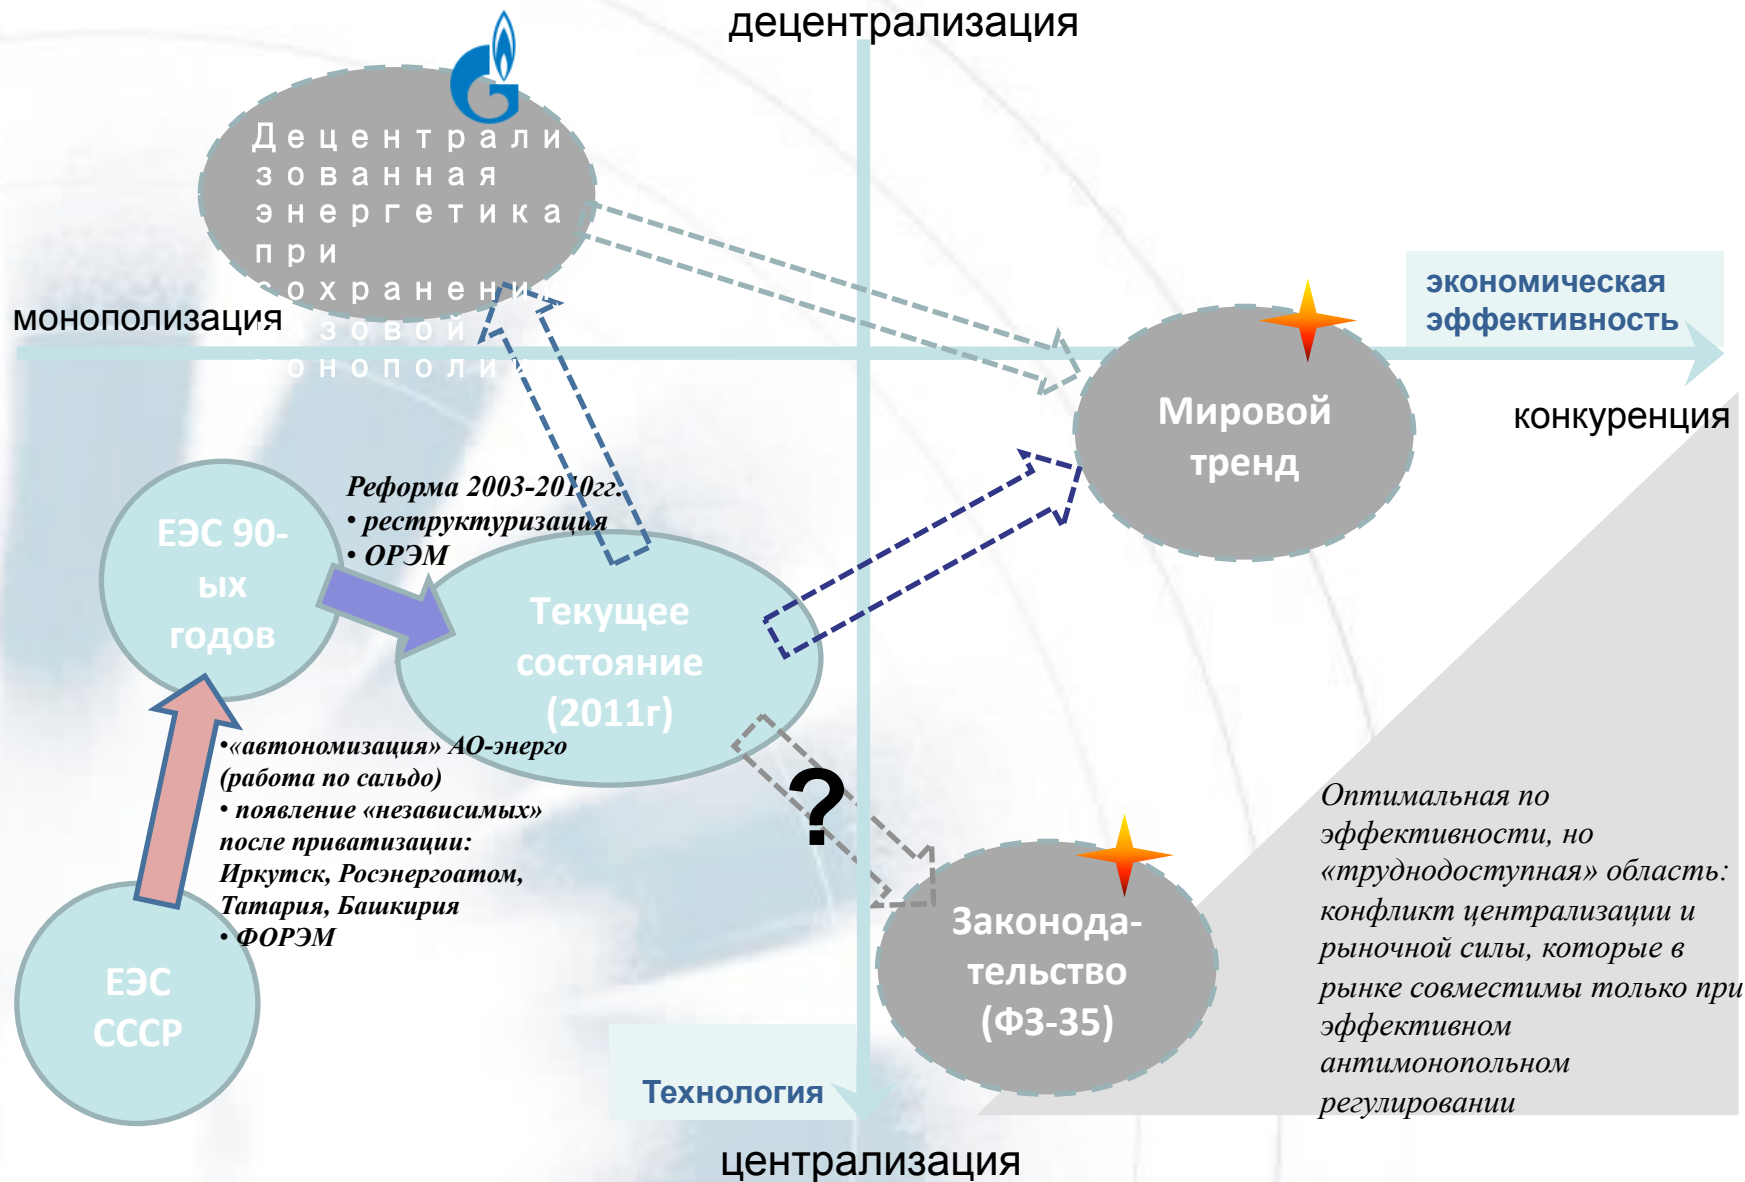 децентрализация
Децентрали
зованная
энергетика
при
сохранении
газовой
монополии
монополизация
экономическая
эффективность
конкуренция
Мировой
тренд
Реформа 2003-2010гг.
• реструктуризация
• ОРЭМ
ЕЭС 90-
ых
годов
Текущее
состояние
(2011г)
•«автономизация» АО-энерго
(работа по сальдо)
• появление «независимых»
после приватизации:
Иркутск, Росэнергоатом,
Татария, Башкирия
• ФОРЭМ
?
ЕЭС
СССР
Законода-
тельство
(ФЗ-35)
Оптимальная по
эффективности, но
«труднодоступная» область:
конфликт централизации и
рыночной силы, которые в
рынке совместимы только при
эффективном
антимонопольном
регулировании
Технология
централизация